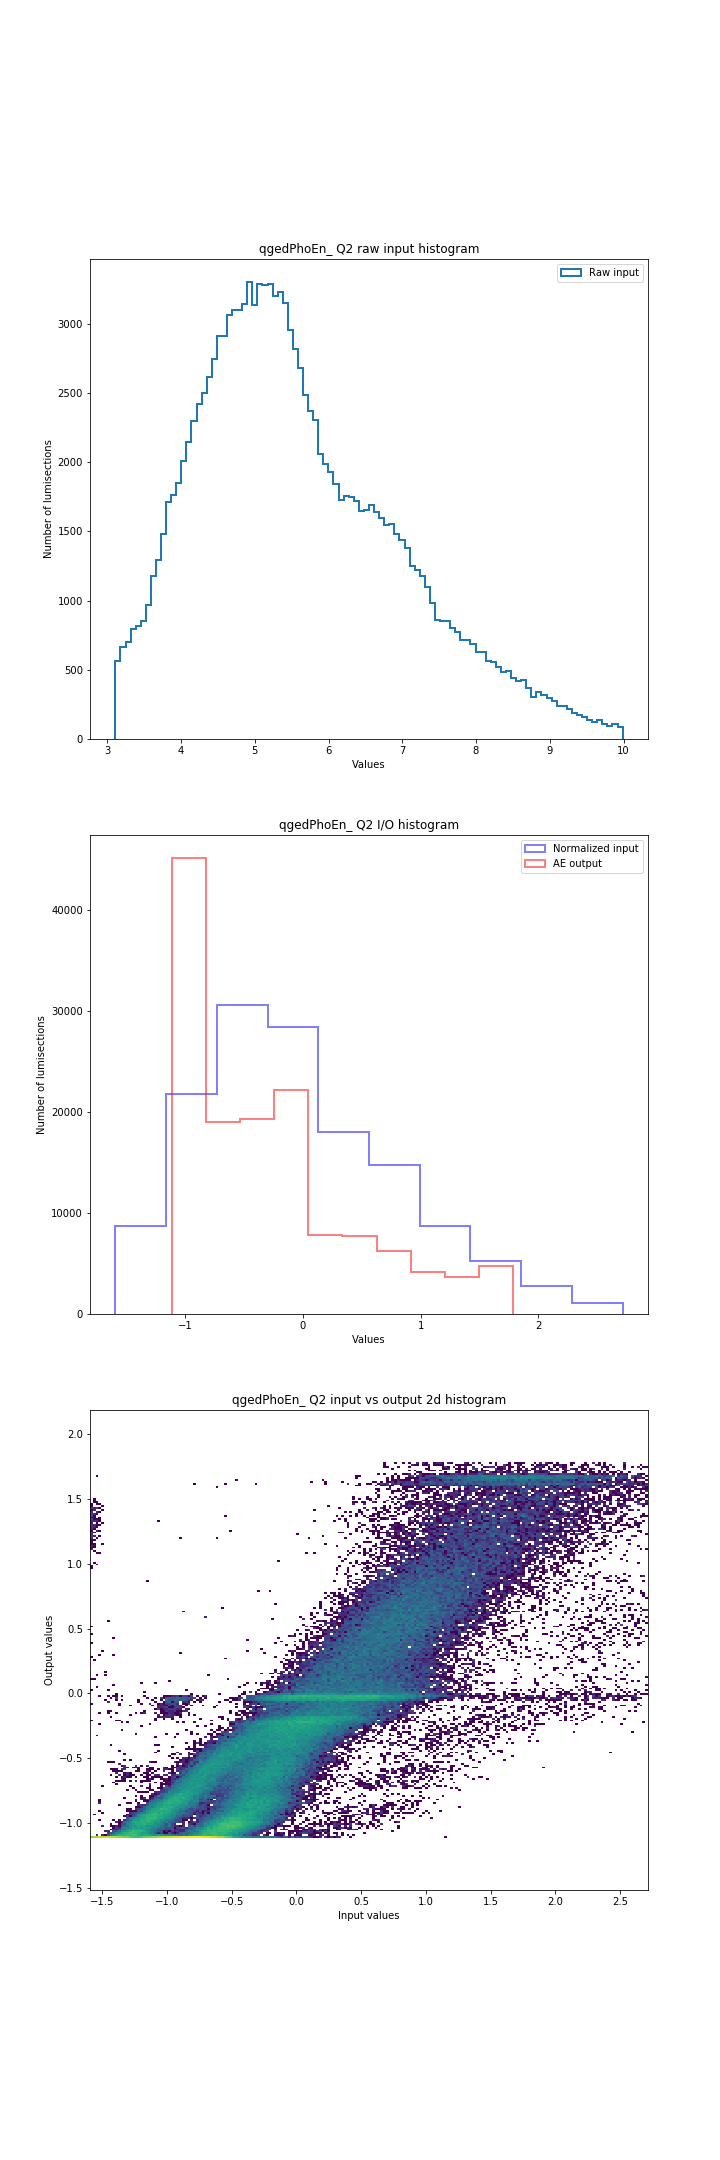 qgedPhoEn_ Q2 raw input histogram
Raw input
Number of lumisections
3000
2500
2000
1500
1000
500
0
3 4 5 6 7 8 9 10
Values
qgedPhoEn_ Q2 I/O histogram
Normalized input
AE output
Number of lumisections
40000
30000
20000
10000
0
−1 0 1 2
Values
qgedPhoEn_ Q2 input vs output 2d histogram
Output values
2.0
1.5
1.0
0.5
0.0
−0.5
−1.0
−1.5
−1.5 −1.0 −0.5 0.0 0.5 1.0 1.5 2.0 2.5
Input values